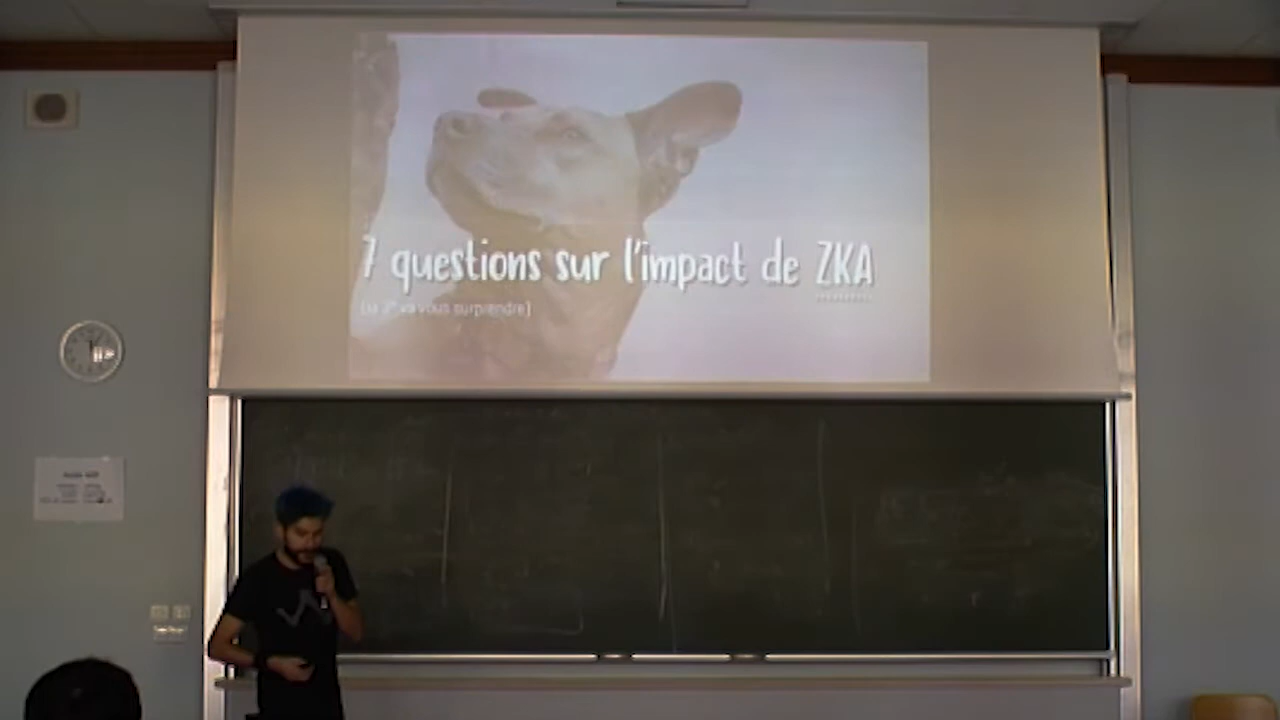 7 questions sur l'impact de ZKA
(la 3e va vous surprendre)